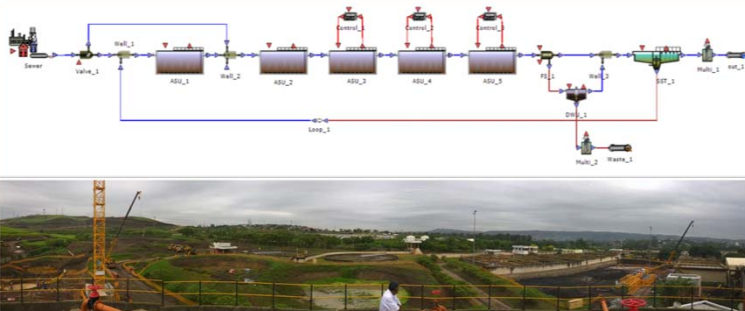 Control_1
Control_2
Control_3
Well_1
Sewer
Valve_1
ASU_1
Well_2
ASU_2
ASU_3
ASU_4
ASU_5
FS_1
Well_3
SST_1
Multi_1
out_1
DWU_1
Loop_1
Multi_2
Waste_1